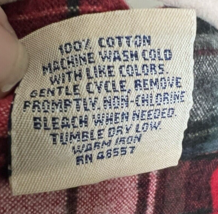 100% COTTON
MACHINE WASH COLD
WITH LIKE COLORS.
GENTLE CYCLE, REMOVE
PROMPTLY. NON-CHLORINE
BLEACH WHEN NEEDED.
TUMBLE DRY LOW.
WARM IRON
RN 48557